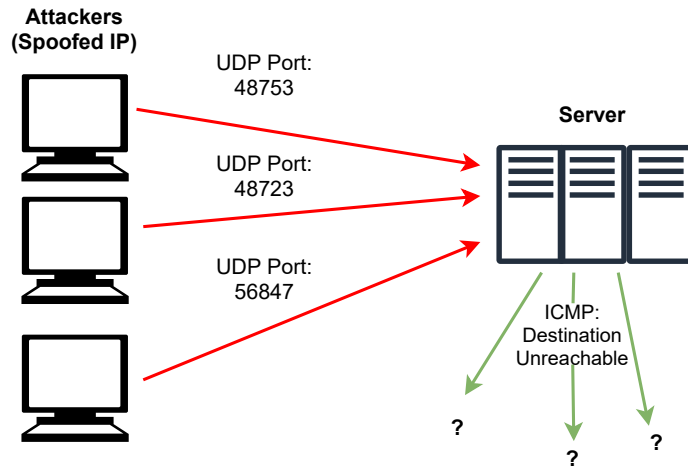 Attackers
(Spoofed IP)
UDP Port:
48753
Server
UDP Port:
48723
UDP Port:
56847
ICMP:
Destination
Unreachable
?
?
?